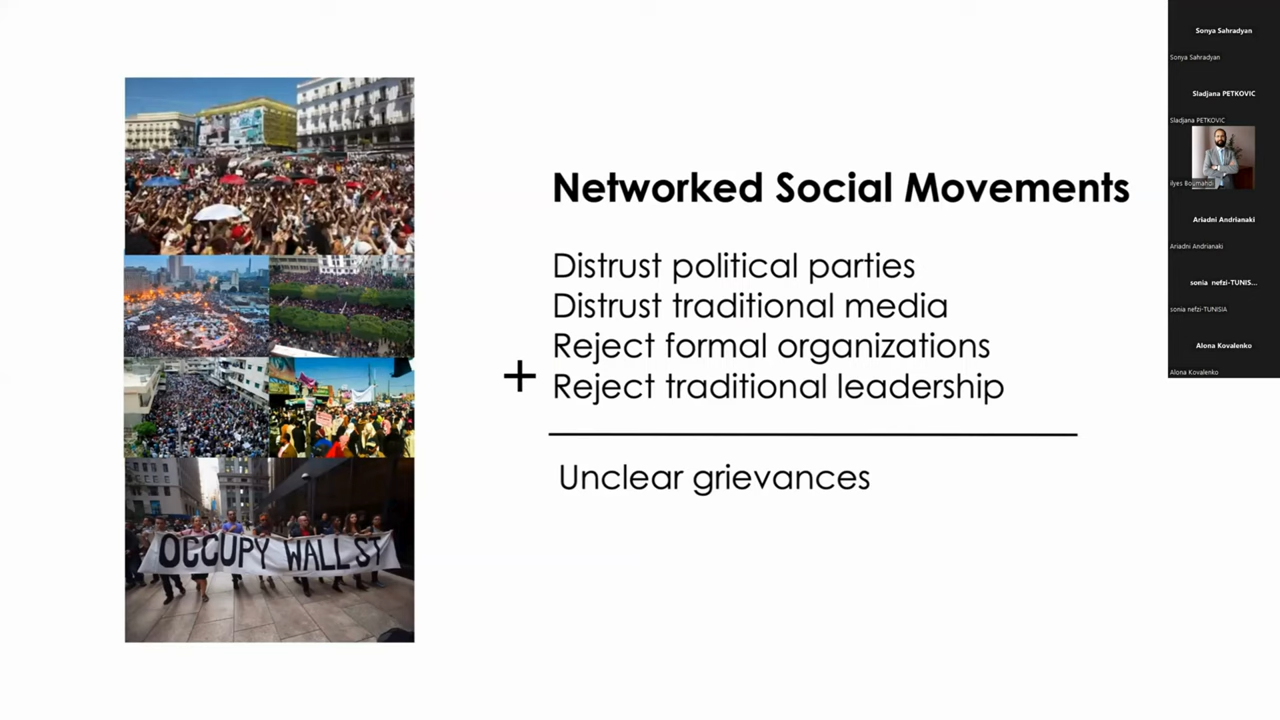 Networked Social Movements
Distrust political parties
Distrust traditional media
Reject formal organizations
+ Reject traditional leadership
Unclear grievances
OCCUPY WALL ST
Sonya Sahradyan
Sonya Sahradyan
Sladjana PETKOVIC
Sladjana PETKOVIC
ilyes Boumahdi
Ariadni Andrianaki
Ariadni Andrianaki
sonia nefzi-TUNIS...
sonia nefzi-TUNISIA
Alona Kovalenko
Alona Kovalenko